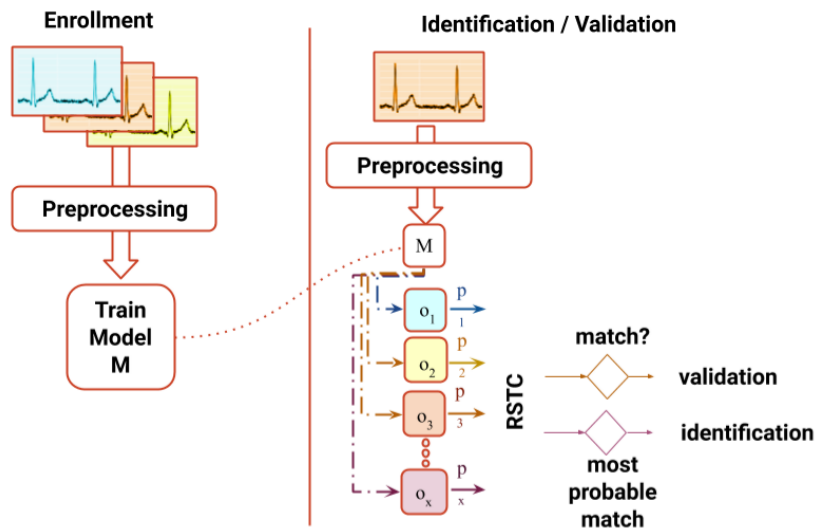 Enrollment
Preprocessing
Train
Model
M
Identification / Validation
Preprocessing
M
o1
p
1
o2
p
2
o3
p
3
ox
p
x
RSTC
match?
validation
identification
most
probable
match